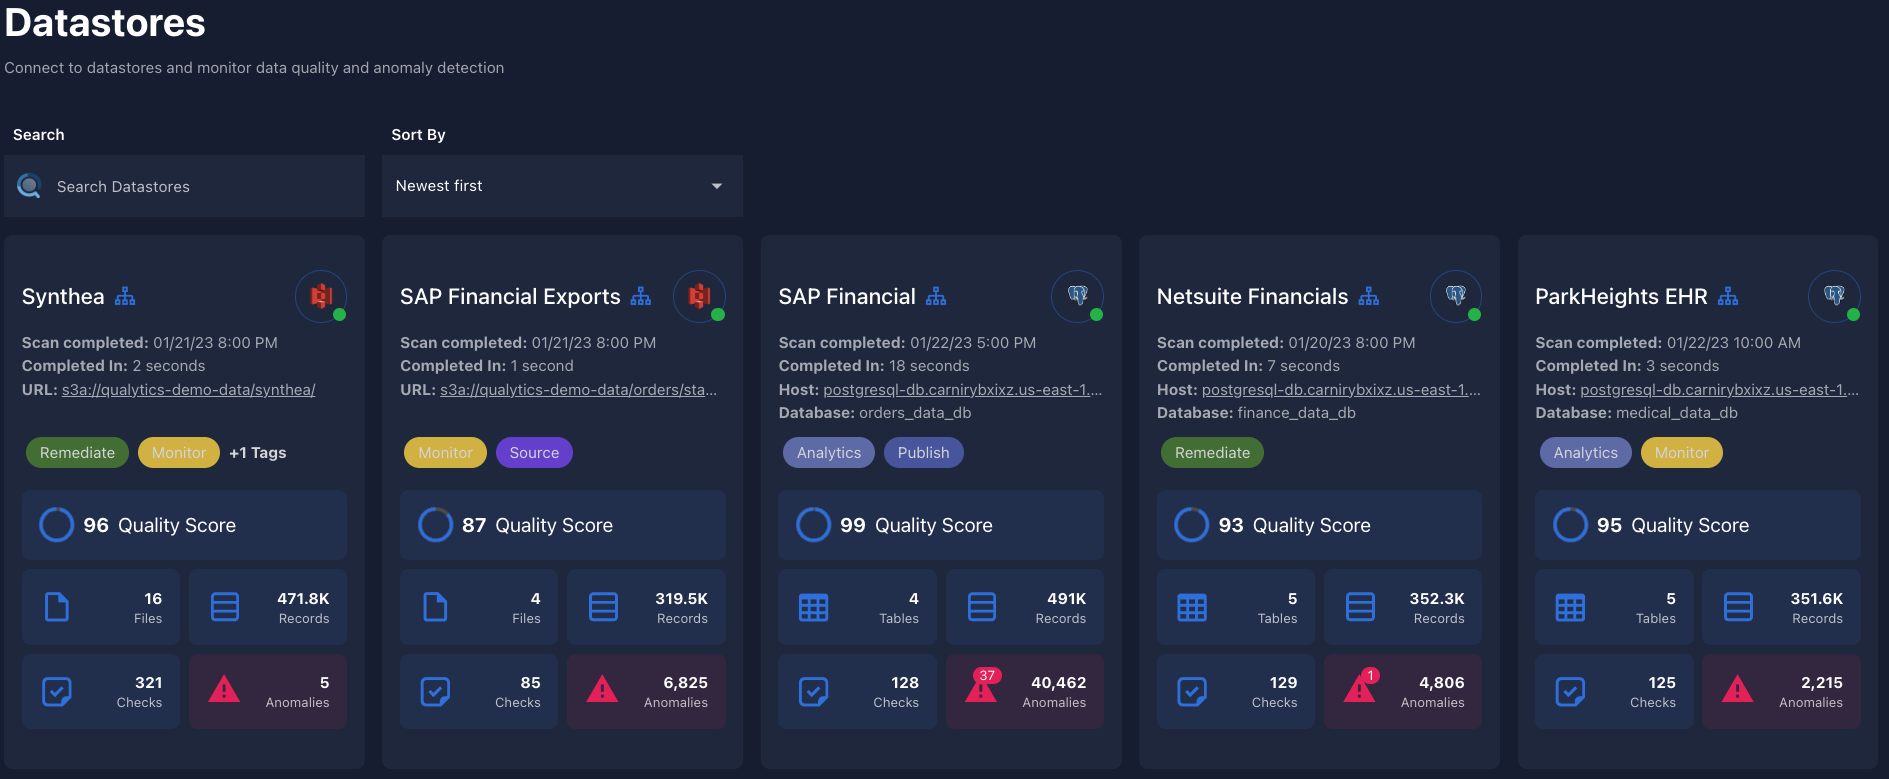 Datastores
Connect to datastores and monitor data quality and anomaly detection
Search
Sort By
Search Datastores
Newest first
Synthea
Scan completed: 01/21/23 8:00 PM
Completed In: 2 seconds
URL: s3a://qualytics-demo-data/synthea/
Remediate
Monitor
+1 Tags
96 Quality Score
16
Files
471.8K
Records
321
Checks
5
Anomalies
SAP Financial Exports
Scan completed: 01/21/23 8:00 PM
Completed In: 1 second
URL: s3a://qualytics-demo-data/orders/sta...
Monitor
Source
87 Quality Score
4
Files
319.5K
Records
85
Checks
6,825
Anomalies
SAP Financial
Scan completed: 01/22/23 5:00 PM
Completed In: 18 seconds
Host: postgresql-db.carnirybxixz.us-east-1....
Database: orders_data_db
Analytics
Publish
99 Quality Score
4
Tables
491K
Records
128
Checks
37
40,462
Anomalies
Netsuite Financials
Scan completed: 01/20/23 8:00 PM
Completed In: 7 seconds
Host: postgresql-db.carnirybxixz.us-east-1....
Database: finance_data_db
Remediate
93 Quality Score
5
Tables
352.3K
Records
129
Checks
1
4,806
Anomalies
ParkHeights EHR
Scan completed: 01/22/23 10:00 AM
Completed In: 3 seconds
Host: postgresql-db.carnirybxixz.us-east-1....
Database: medical_data_db
Analytics
Monitor
95 Quality Score
5
Tables
351.6K
Records
125
Checks
2,215
Anomalies